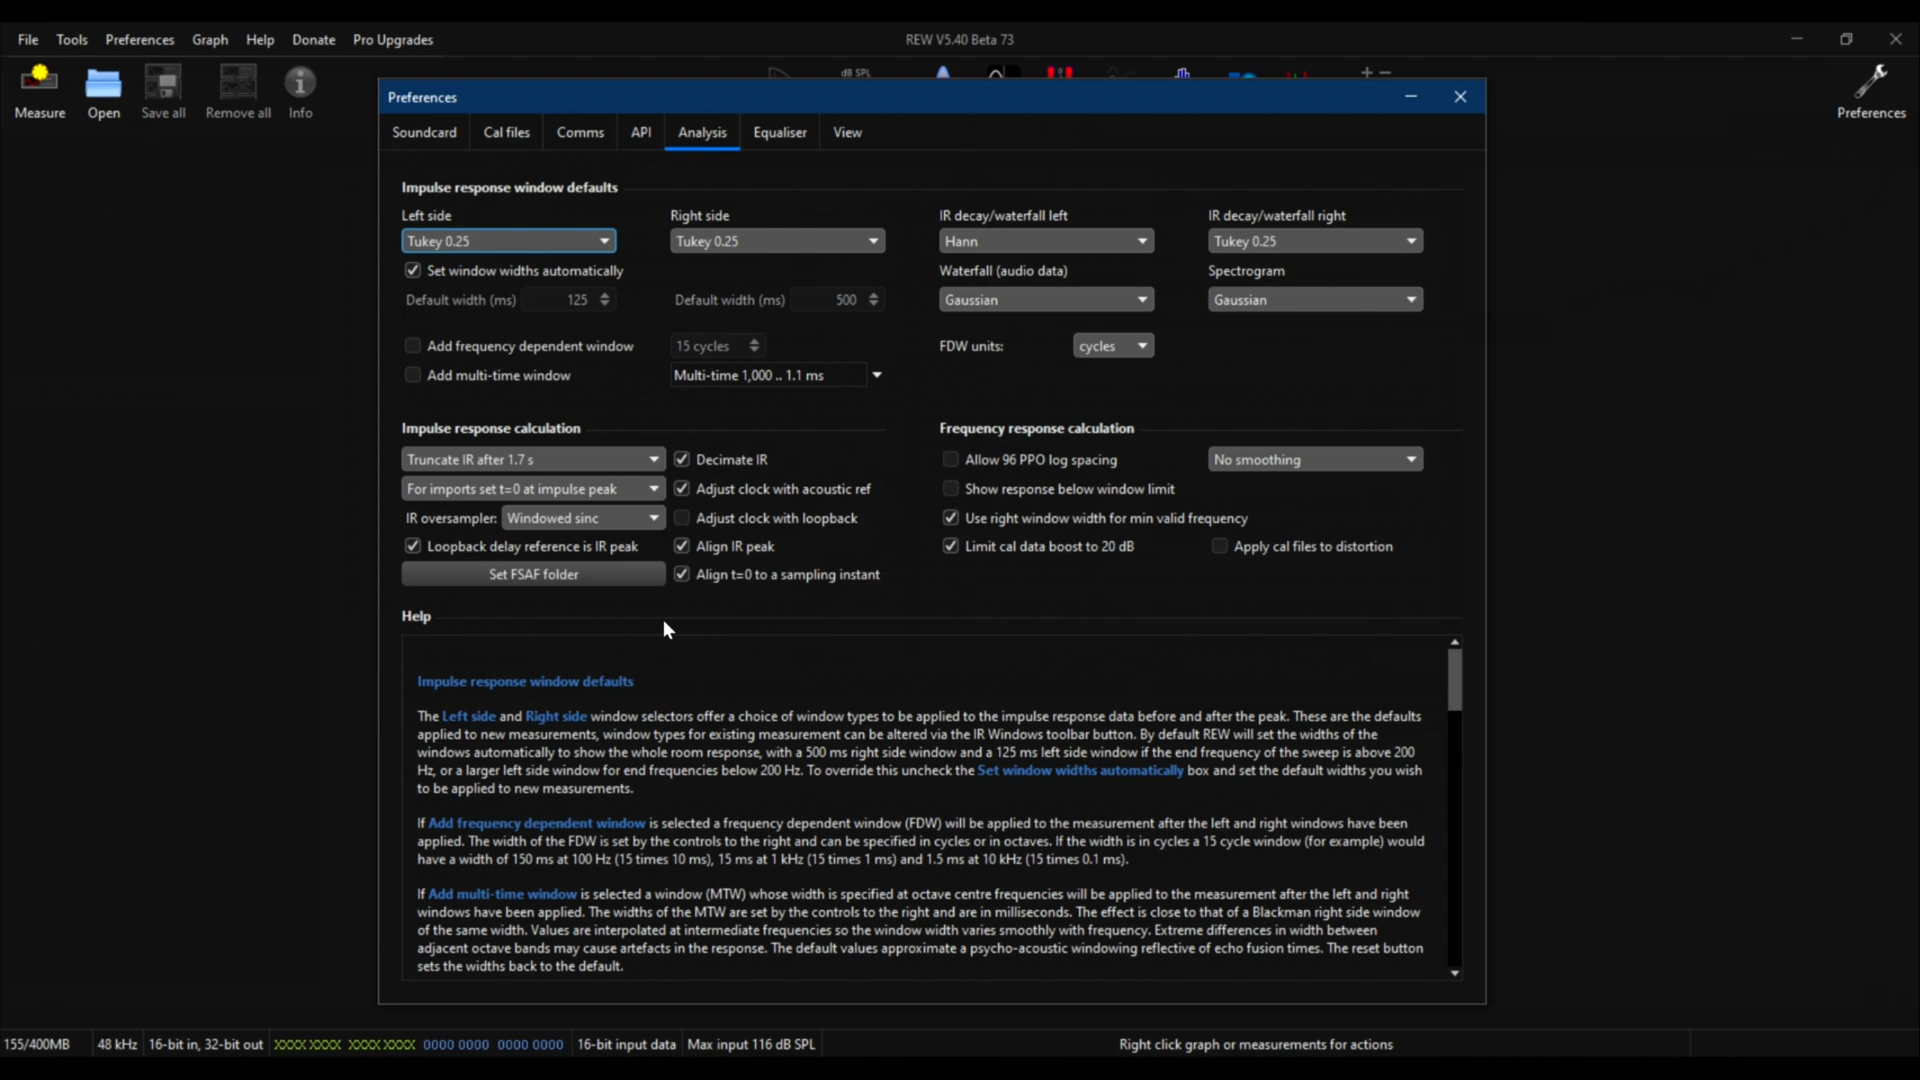 File Tools Preferences Graph Help Donate Pro Upgrades
REW V5.40 Beta 73
Measure Open Save all Remove all Info
dB SPL
Preferences
Preferences
Soundcard Cal files Comms API Analysis Equaliser View
Impulse response window defaults
Left side Right side IR decay/waterfall left IR decay/waterfall right
Tukey 0.25 Tukey 0.25 Hann Tukey 0.25
Set window widths automatically Waterfall (audio data) Spectrogram
Default width (ms) 125 Default width (ms) 500 Gaussian Gaussian
Add frequency dependent window 15 cycles FDW units: cycles
Add multi-time window Multi-time 1,000 .. 1.1 ms
Impulse response calculation Frequency response calculation
Truncate IR after 1.7 s Decimate IR Allow 96 PPO log spacing No smoothing
For imports set t=0 at impulse peak Adjust clock with acoustic ref Show response below window limit
IR oversampler: Windowed sinc Adjust clock with loopback Use right window width for min valid frequency
Loopback delay reference is IR peak Align IR peak Limit cal data boost to 20 dB Apply cal files to distortion
Set FSAF folder Align t=0 to a sampling instant
Help
Impulse response window defaults
The Left side and Right side window selectors offer a choice of window types to be applied to the impulse response data before and after the peak. These are the defaults
applied to new measurements, window types for existing measurement can be altered via the IR Windows toolbar button. By default REW will set the widths of the
windows automatically to show the whole room response, with a 500 ms right side window and a 125 ms left side window if the end frequency of the sweep is above 200
Hz, or a larger left side window for end frequencies below 200 Hz. To override this uncheck the Set window widths automatically box and set the default widths you wish
to be applied to new measurements.
If Add frequency dependent window is selected a frequency dependent window (FDW) will be applied to the measurement after the left and right windows have been
applied. The width of the FDW is set by the controls to the right and can be specified in cycles or in octaves. If the width is in cycles a 15 cycle window (for example) would
have a width of 150 ms at 100 Hz (15 times 10 ms), 15 ms at 1 kHz (15 times 1 ms) and 1.5 ms at 10 kHz (15 times 0.1 ms).
If Add multi-time window is selected a window (MTW) whose width is specified at octave centre frequencies will be applied to the measurement after the left and right
windows have been applied. The widths of the MTW are set by the controls to the right and are in milliseconds. The effect is close to that of a Blackman right side window
of the same width. Values are interpolated at intermediate frequencies so the window width varies smoothly with frequency. Extreme differences in width between
adjacent octave bands may cause artefacts in the response. The default values approximate a psycho-acoustic windowing reflective of echo fusion times. The reset button
sets the widths back to the default.
155/400MB 48 kHz 16-bit in, 32-bit out XXXX XXXX XXXX XXXX 0000 0000 0000 0000 16-bit input data Max input 116 dB SPL Right click graph or measurements for actions